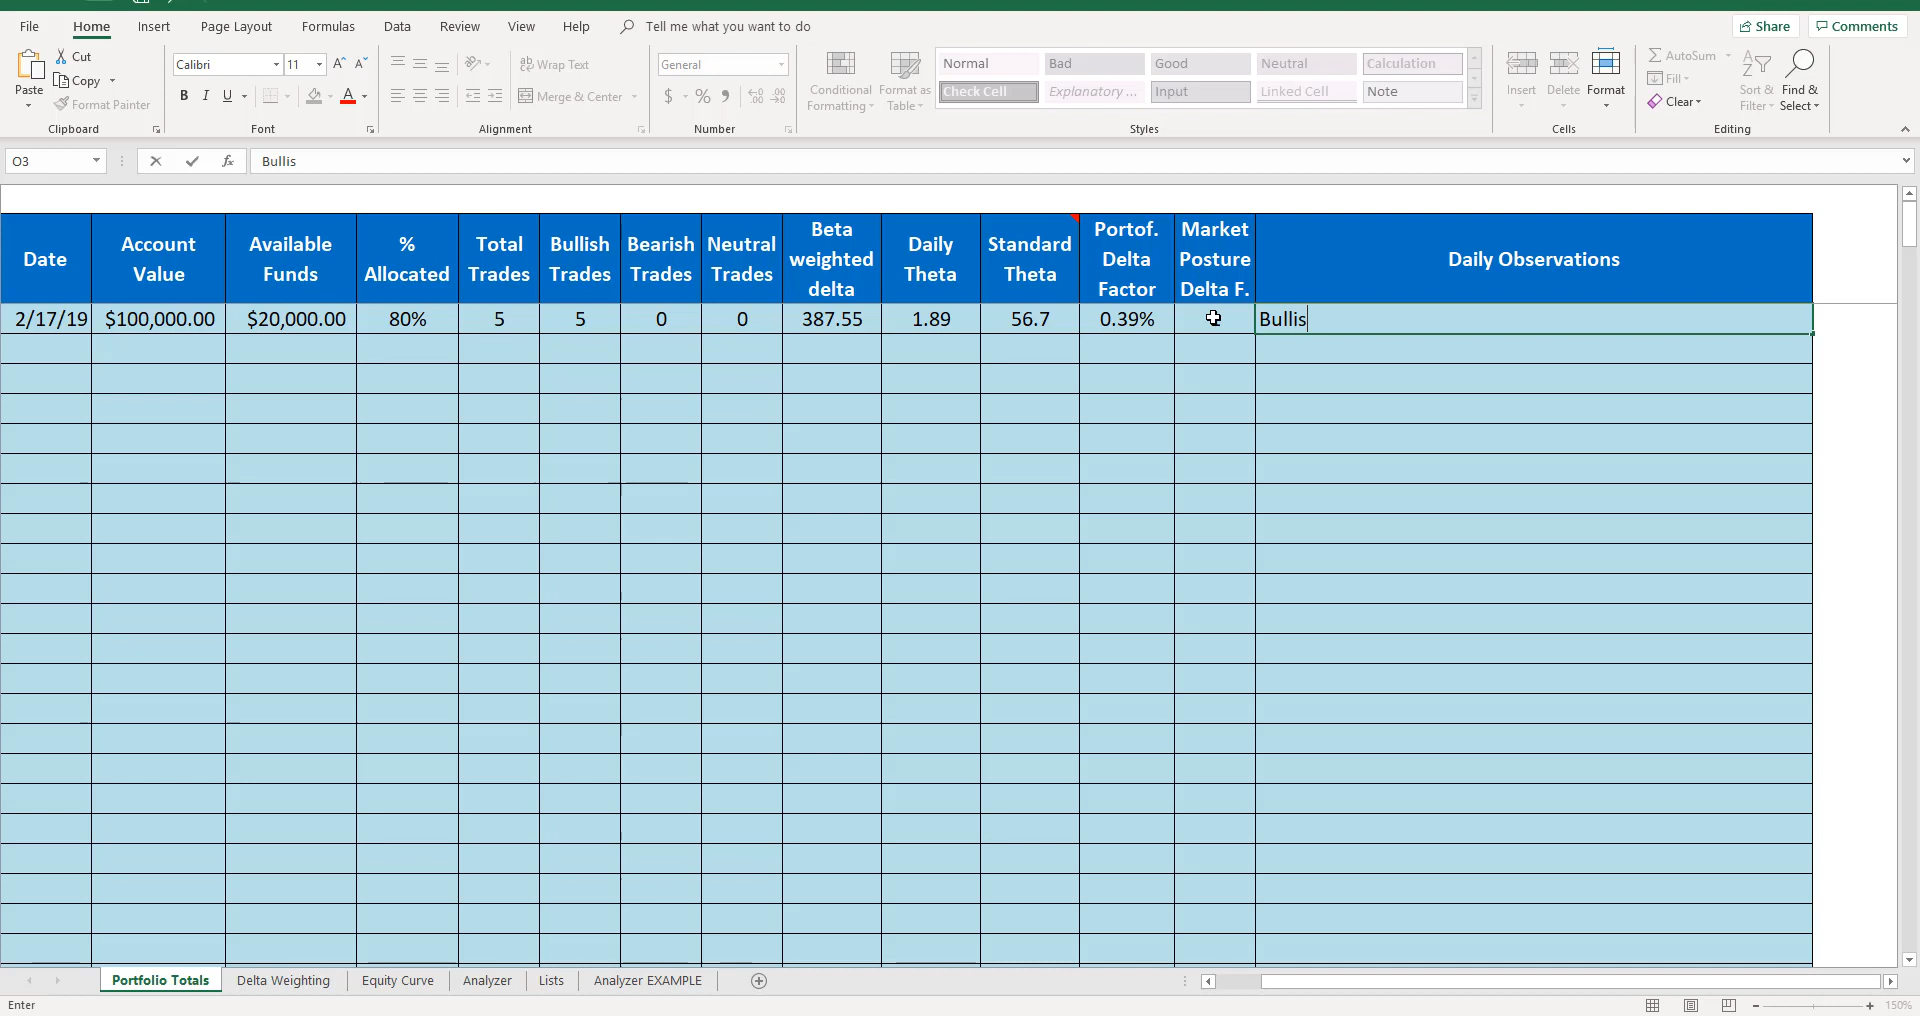 File Home Insert Page Layout Formulas Data Review View Help Tell me what you want to do Share Comments
Cut Calibri 11 Wrap Text General Normal Bad Good Neutral Calculation AutoSum
Copy Check Cell Explanatory ... Input Linked Cell Note Fill
Paste Format Painter B I U Merge & Center $ % Conditional Formatting Format as Table Insert Delete Format Clear Sort & Filter Find & Select
Clipboard Font Alignment Number Styles Cells Editing
O3 fx Bullis
Date Account Value Available Funds % Allocated Total Trades Bullish Trades Bearish Trades Neutral Trades Beta weighted delta Daily Theta Standard Theta Portof. Delta Factor Market Posture Delta F. Daily Observations
2/17/19 $100,000.00 $20,000.00 80% 5 5 0 0 387.55 1.89 56.7 0.39% Bullis
Portfolio Totals Delta Weighting Equity Curve Analyzer Lists Analyzer EXAMPLE
Enter 150%